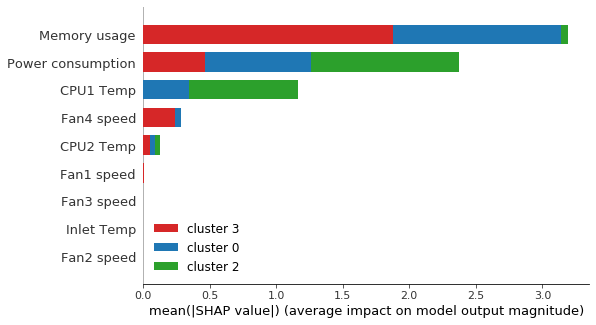 Memory usage
Power consumption
CPU1 Temp
Fan4 speed
CPU2 Temp
Fan1 speed
Fan3 speed
Inlet Temp
Fan2 speed
cluster 3
cluster 0
cluster 2
0.0 0.5 1.0 1.5 2.0 2.5 3.0
mean(|SHAP value|) (average impact on model output magnitude)